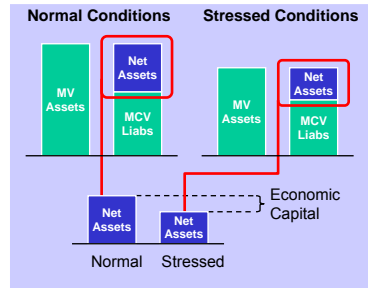 Normal Conditions
Stressed Conditions
MV
Assets
Net
Assets
MCV
Liabs
MV
Assets
Net
Assets
MCV
Liabs
Net
Assets
Net
Assets
Economic
Capital
Normal
Stressed